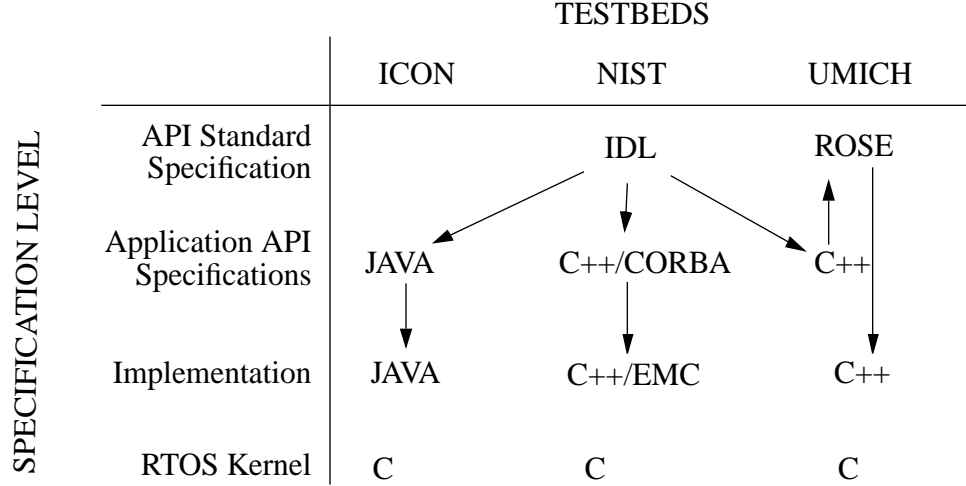 TESTBEDS
ICON NIST UMICH
SPECIFICATION LEVEL
API Standard
Specification
IDL ROSE
Application API
Specifications
JAVA C++/CORBA C++
Implementation JAVA C++/EMC C++
RTOS Kernel C C C